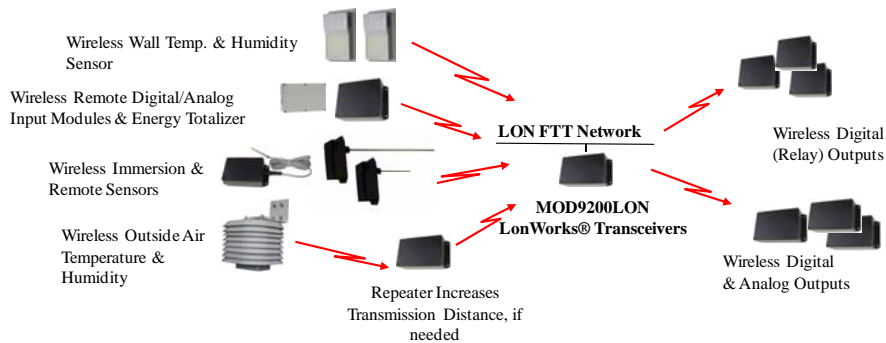 Wireless Wall Temp. & Humidity
Sensor
Wireless Remote Digital/Analog
Input Modules & Energy Totalizer
Wireless Immersion &
Remote Sensors
Wireless Outside Air
Temperature &
Humidity
Repeater Increases
Transmission Distance, if
needed
LON FTT Network
MOD9200LON
LonWorks® Transceivers
Wireless Digital
(Relay) Outputs
Wireless Digital
& Analog Outputs